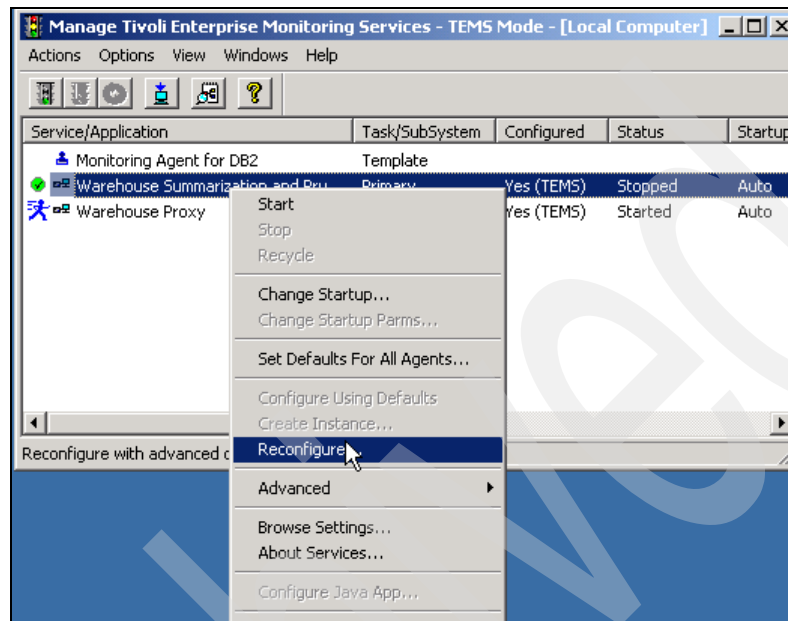 Manage Tivoli Enterprise Monitoring Services - TEMS Mode - [Local Computer]
Actions Options View Windows Help
Service/Application Task/SubSystem Configured Status Startup
Monitoring Agent for DB2 Template
Warehouse Summarization and Pru Primary Yes (TEMS) Stopped Auto
Warehouse Proxy Yes (TEMS) Started Auto
Start
Stop
Recycle
Change Startup...
Change Startup Parms...
Set Defaults For All Agents...
Configure Using Defaults
Create Instance...
Reconfigure...
Reconfigure with advanced
Advanced
Browse Settings...
About Services...
Configure Java App...